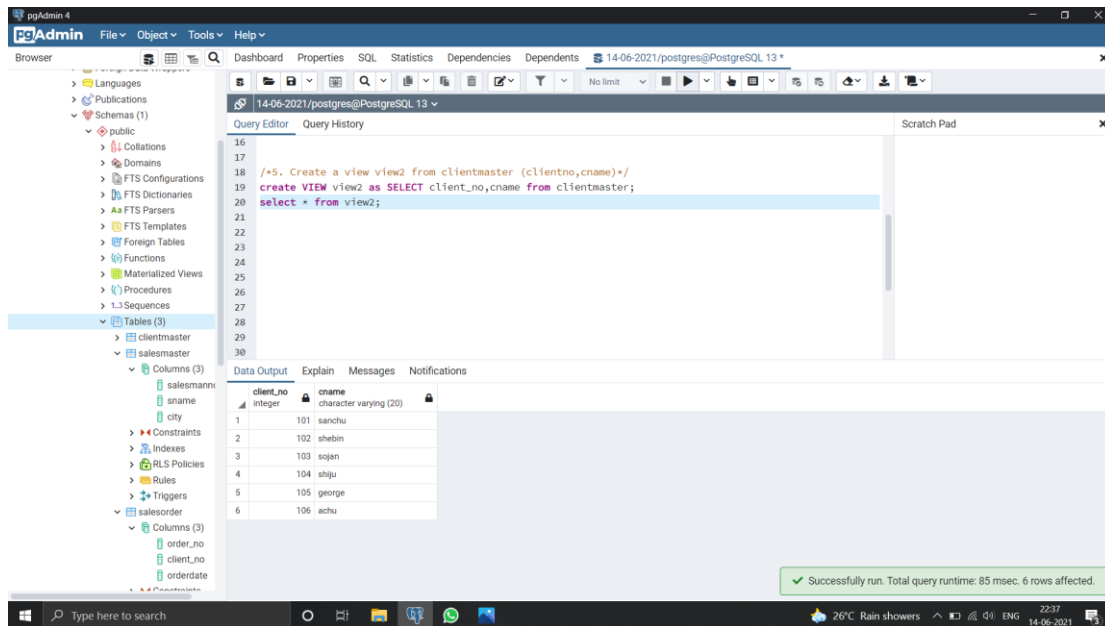 pgAdmin 4
PgAdmin File Object Tools Help
Browser
Dashboard Properties SQL Statistics Dependencies Dependents 14-06-2021/postgres@PostgreSQL 13 *
No limit
14-06-2021/postgres@PostgreSQL 13
Query Editor Query History
Scratch Pad
Languages
Publications
Schemas (1)
public
Collations
Domains
FTS Configurations
FTS Dictionaries
FTS Parsers
FTS Templates
Foreign Tables
Functions
Materialized Views
Procedures
1..3 Sequences
Tables (3)
clientmaster
salesmaster
Columns (3)
sname
city
Constraints
Indexes
RLS Policies
Rules
Triggers
salesorder
Columns (3)
order_no
client_no
orderdate
16
17
18 /*5. Create a view view2 from clientmaster (clientno,cname)*/
19 create VIEW view2 as SELECT client_no,cname from clientmaster;
20 select * from view2;
21
22
23
24
25
26
27
28
29
30
Data Output Explain Messages Notifications
client_no cname
integer character varying (20)
1 101 sanchu
2 102 shebin
3 103 sojan
4 104 shiju
5 105 george
6 106 achu
Successfully run. Total query runtime: 85 msec. 6 rows affected.
Type here to search
26°C Rain showers ENG
22:37
14-06-2021
3